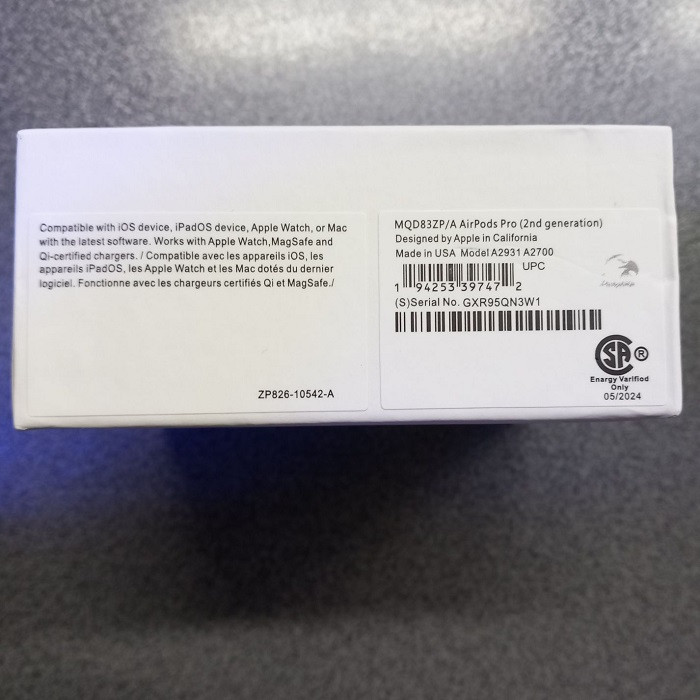 Compatible with iOS device, iPadOS device, Apple Watch, or Mac
with the latest software. Works with Apple Watch,MagSafe and
Qi-certified chargers. / Compatible avec les appareils iOS, les
appareils iPadOS, les Apple Watch et les Mac dotés du dernier
logiciel. Fonctionne avec les chargeurs certifiés Qi et MagSafe./
ZP826-10542-A
MQD83ZP/A AirPods Pro (2nd generation)
Designed by Apple in California
Made in USA Model A2931 A2700
UPC
1 94253 39747 2
(S)Serial No. GXR95QN3W1
SA ®
Enargy Varified
Only
05/2024